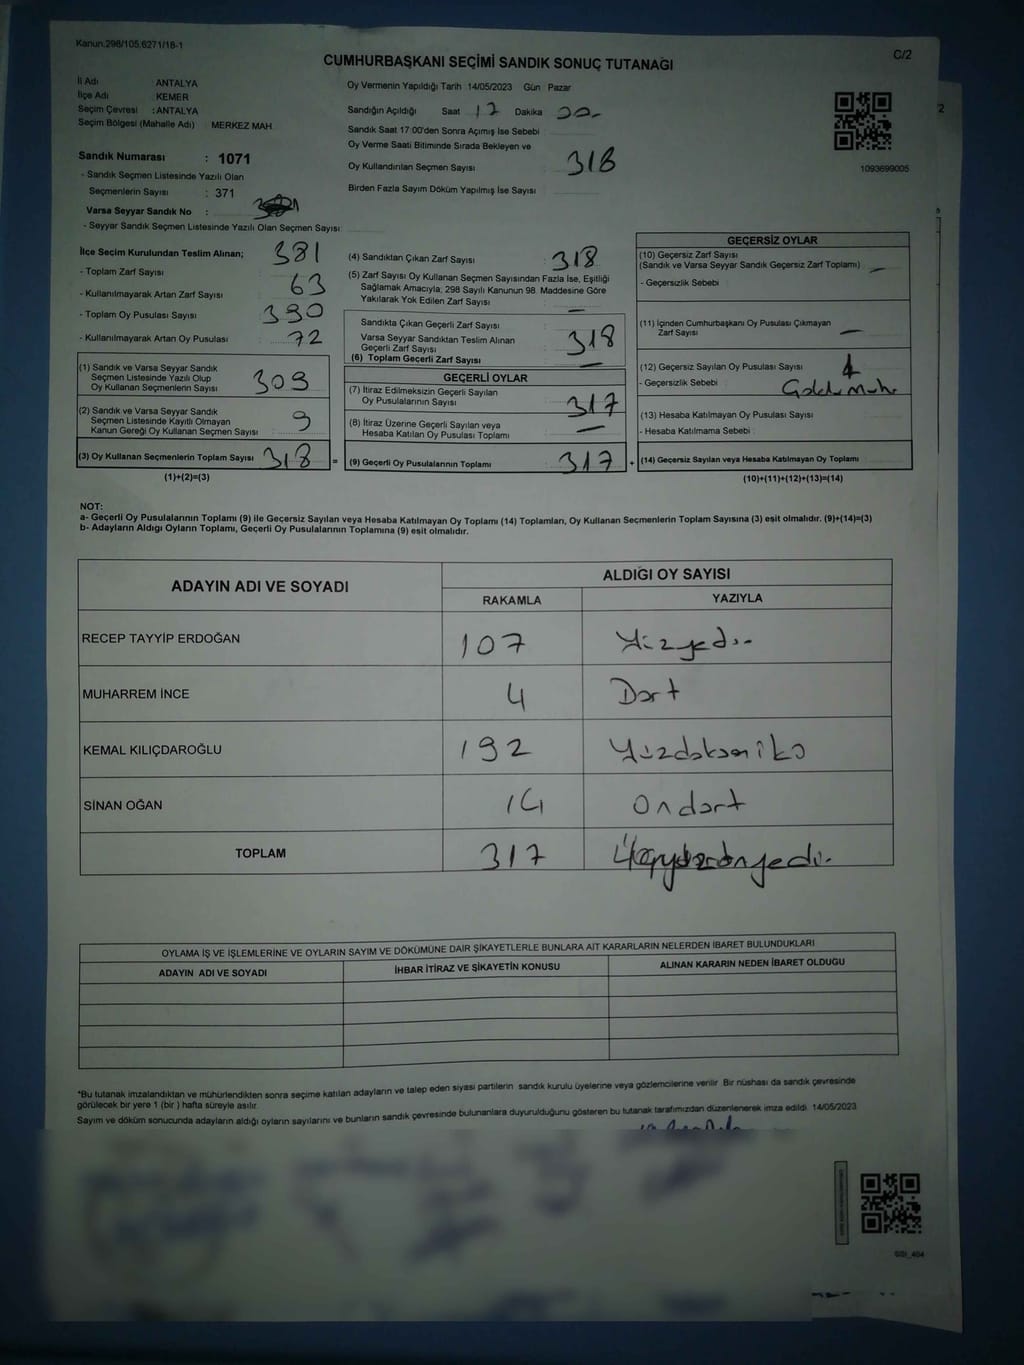 Kanun.298/105.6271/18-1
C/2
CUMHURBAŞKANI SEÇİMİ SANDIK SONUÇ TUTANAĞI
İl Adı ANTALYA
İlçe Adı KEMER
Seçim Çevresi : ANTALYA
Seçim Bölgesi (Mahalle Adı) MERKEZ MAH.
Sandık Numarası : 1071
- Sandık Seçmen Listesinde Yazılı Olan
Seçmenlerin Sayısı : 371
Varsa Seyyar Sandık No :
- Seyyar Sandık Seçmen Listesinde Yazılı Olan Seçmen Sayısı:
Oy Vermenin Yapıldığı Tarih 14/05/2023 Gün Pazar
Sandığın Açıldığı Saat 17 Dakika 20
Sandık Saat 17:00'den Sonra Açımış İse Sebebi
Oy Verme Saati Bitiminde Sırada Bekleyen ve
Oy Kullandırılan Seçmen Sayısı 318
Birden Fazla Sayım Döküm Yapılmış İse Sayısı
1093699005
2
İlçe Seçim Kurulundan Teslim Alınan; 381
- Toplam Zarf Sayısı
- Kullanılmayarak Artan Zarf Sayısı 63
- Toplam Oy Pusulası Sayısı 390
- Kullanılmayarak Artan Oy Pusulası 72
(1) Sandık ve Varsa Seyyar Sandık
Seçmen Listesinde Yazılı Olup
Oy Kullanan Seçmenlerin Sayısı 309
(2) Sandık ve Varsa Seyyar Sandık
Seçmen Listesinde Kayıtlı Olmayan
Kanun Gereği Oy Kullanan Seçmen Sayısı 9
(3) Oy Kullanan Seçmenlerin Toplam Sayısı 318 =
(1)+(2)=(3)
(4) Sandıktan Çıkan Zarf Sayısı : 318
(5) Zarf Sayısı Oy Kullanan Seçmen Sayısından Fazla İse, Eşitliği
Sağlamak Amacıyla; 298 Sayılı Kanunun 98. Maddesine Göre
Yakılarak Yok Edilen Zarf Sayısı : —
Sandıkta Çıkan Geçerli Zarf Sayısı : 318
Varsa Seyyar Sandıktan Teslim Alınan
Geçerli Zarf Sayısı
(6) Toplam Geçerli Zarf Sayısı —
GEÇERLİ OYLAR
(7) İtiraz Edilmeksizin Geçerli Sayılan
Oy Pusulalarının Sayısı : 317
(8) İtiraz Üzerine Geçerli Sayılan veya
Hesaba Katılan Oy Pusulası Toplamı : —
(9) Geçerli Oy Pusulalarının Toplamı : 317 +
GEÇERSİZ OYLAR
(10) Geçersiz Zarf Sayısı
(Sandık ve Varsa Seyyar Sandık Geçersiz Zarf Toplamı) : —
- Geçersizlik Sebebi
(11) İçinden Cumhurbaşkanı Oy Pusulası Çıkmayan
Zarf Sayısı —
(12) Geçersiz Sayılan Oy Pusulası Sayısı : 1
- Geçersizlik Sebebi :
(13) Hesaba Katılmayan Oy Pusulası Sayısı
- Hesaba Katılmama Sebebi
(14) Geçersiz Sayılan veya Hesaba Katılmayan Oy Toplamı
(10)+(11)+(12)+(13)=(14)
NOT:
a- Geçerli Oy Pusulalarının Toplamı (9) ile Geçersiz Sayılan veya Hesaba Katılmayan Oy Toplamı (14) Toplamları, Oy Kullanan Seçmenlerin Toplam Sayısına (3) eşit olmalıdır. (9)+(14)=(3)
b- Adayların Aldığı Oyların Toplamı, Geçerli Oy Pusulalarının Toplamına (9) eşit olmalıdır.
ADAYIN ADI VE SOYADI
ALDIĞI OY SAYISI
RAKAMLA YAZIYLA
RECEP TAYYİP ERDOĞAN 107 Yüzyedi
MUHARREM İNCE 4 Dört
KEMAL KILIÇDAROĞLU 192 Yüzdoksaniki
SİNAN OĞAN 14 Ondört
TOPLAM 317 Üçyüzonyedi
OYLAMA İŞ VE İŞLEMLERİNE VE OYLARIN SAYIM VE DÖKÜMÜNE DAİR ŞİKAYETLERLE BUNLARA AİT KARARLARIN NELERDEN İBARET BULUNDUKLARI
ADAYIN ADI VE SOYADI İHBAR İTİRAZ VE ŞİKAYETİN KONUSU ALINAN KARARIN NEDEN İBARET OLDUĞU
*Bu tutanak imzalandıktan ve mühürlendikten sonra seçime katılan adayların ve talep eden siyasi partilerin sandık kurulu üyelerine veya gözlemcilerine verilir. Bir nüshası da sandık çevresinde
görülecek bir yere 1 (bir ) hafta süreyle asılır.
Sayım ve döküm sonucunda adayların aldığı oyların sayılarını ve bunların sandık çevresinde bulunanlara duyurulduğunu gösteren bu tutanak tarafımızdan düzenlenerek imza edildi. 14/05/2023